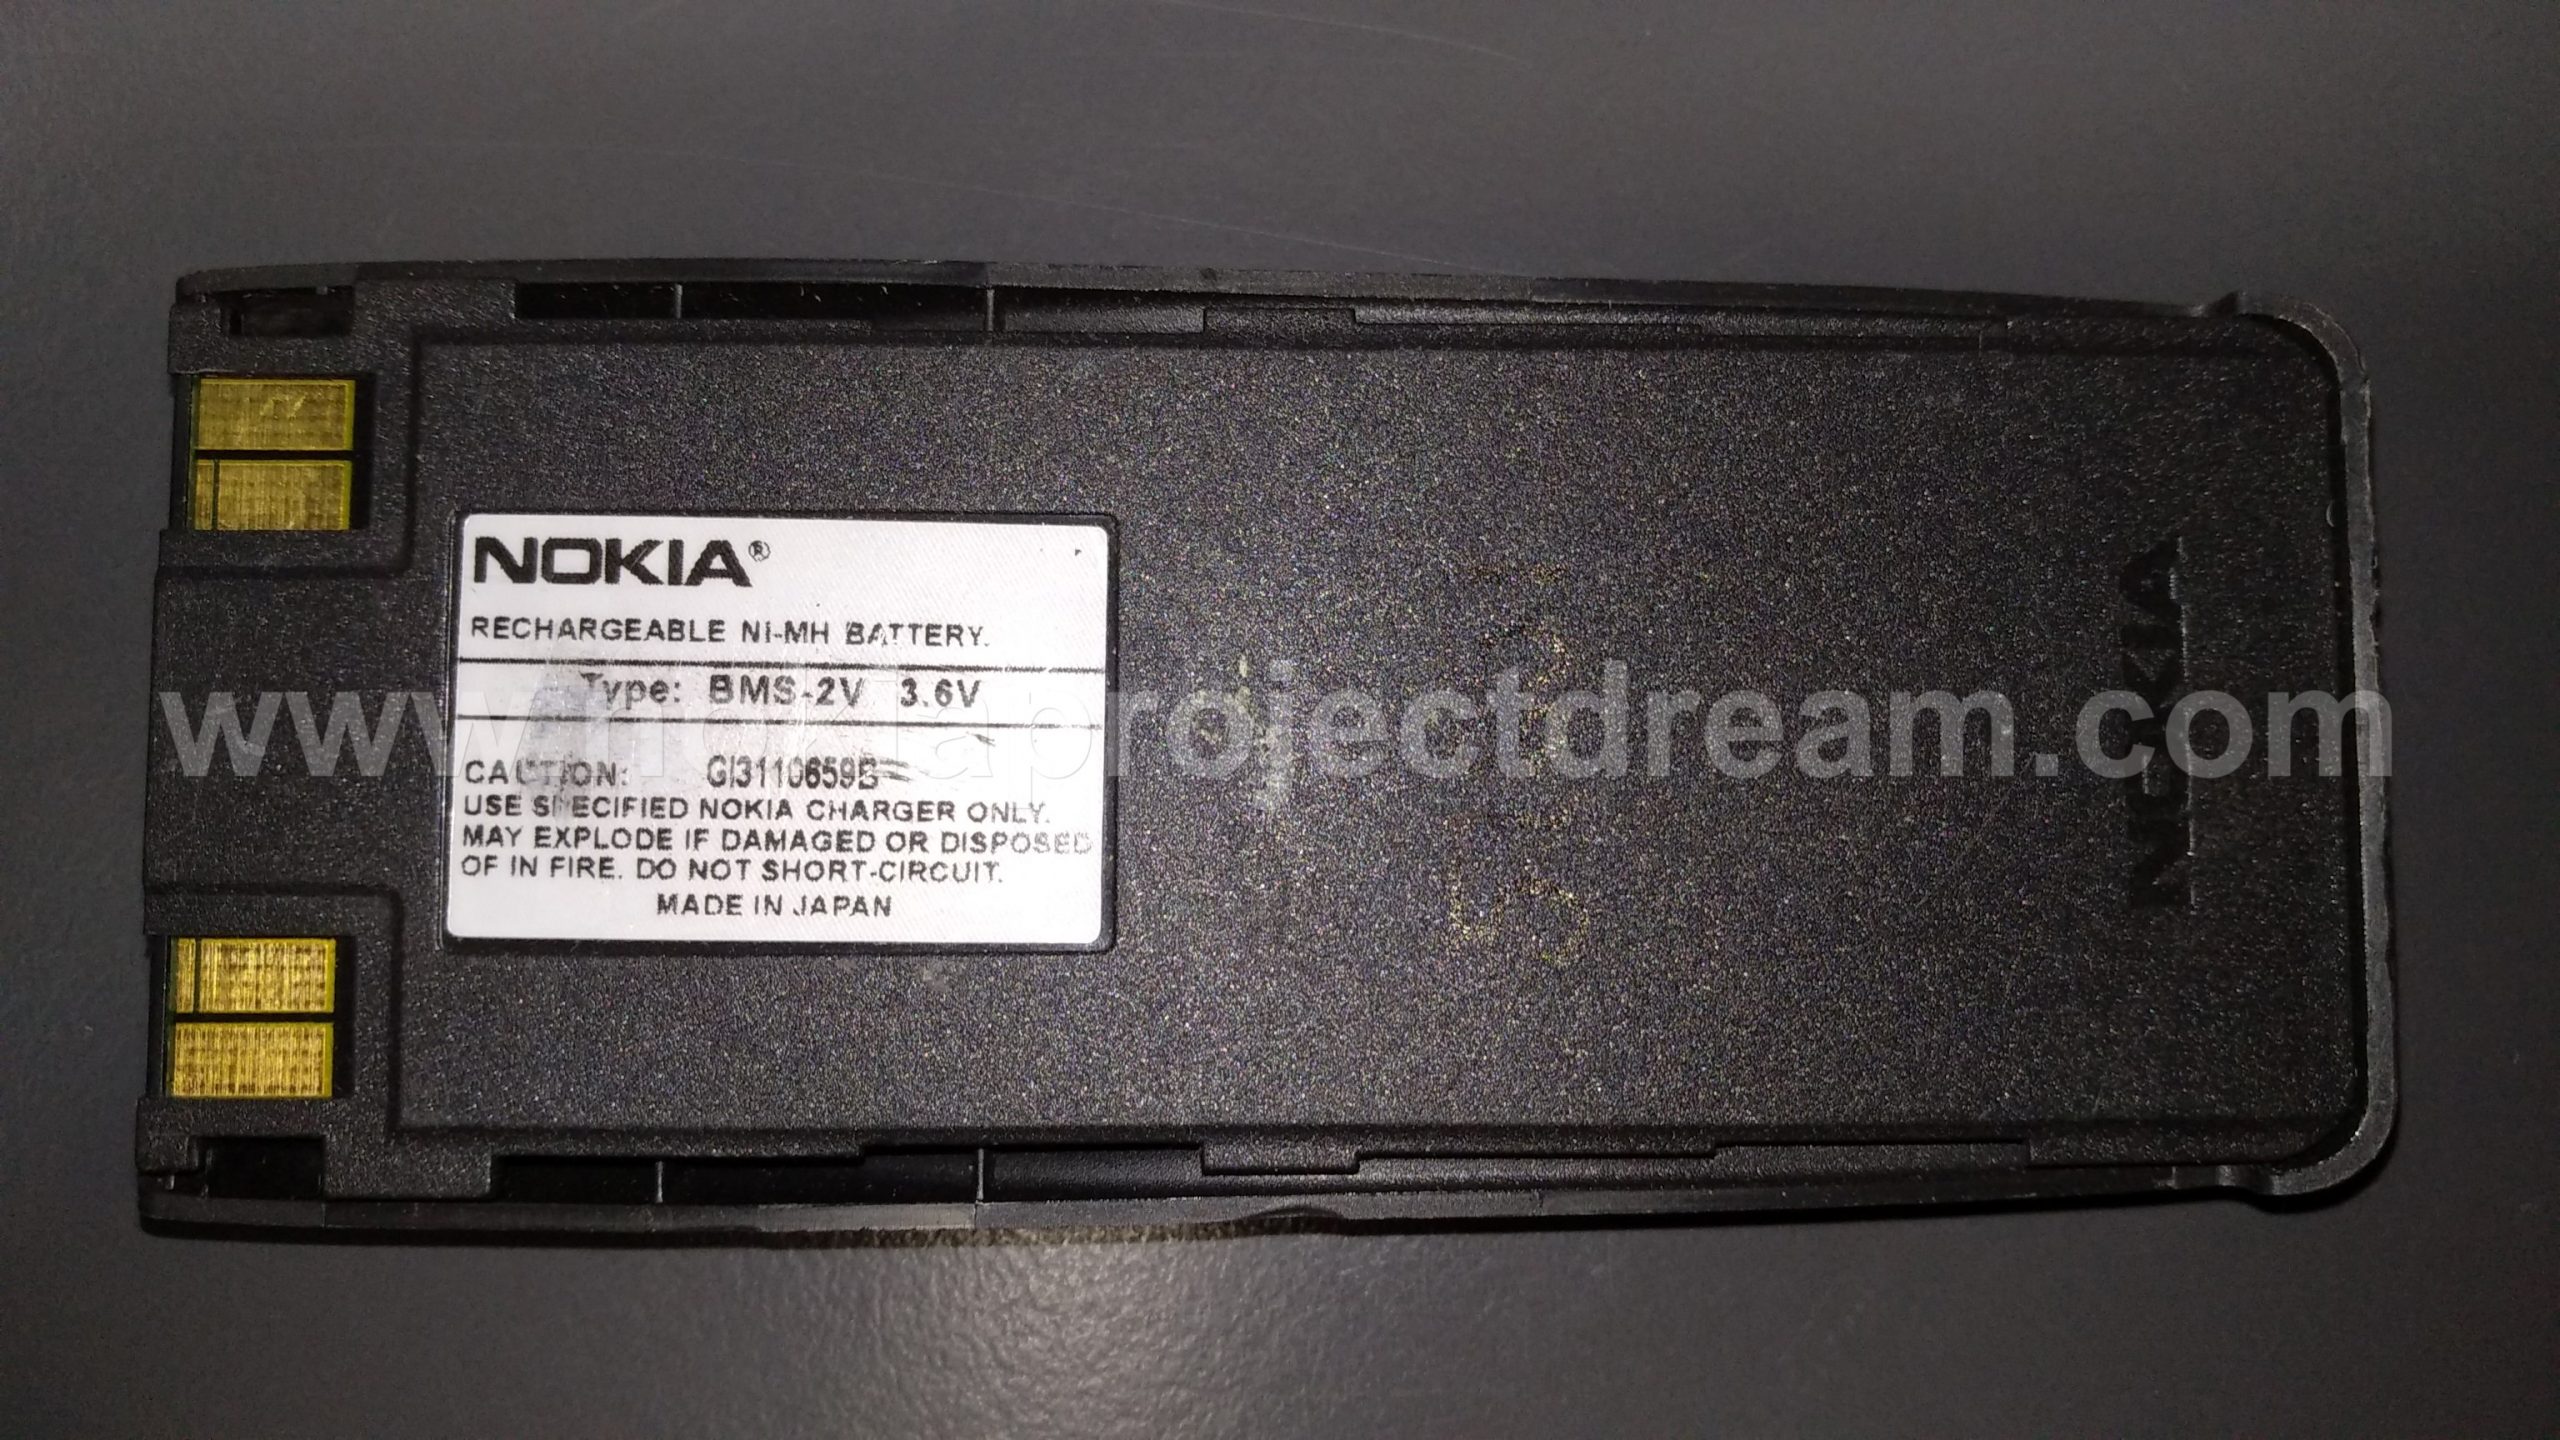 NOKIA®
RECHARGEABLE NI-MH BATTERY.
Type: BMS-2V 3.6V
CAUTION: GI3110659B
USE SPECIFIED NOKIA CHARGER ONLY.
MAY EXPLODE IF DAMAGED OR DISPOSED
OF IN FIRE. DO NOT SHORT-CIRCUIT.
MADE IN JAPAN
NOKIA
www.nokiaprojectdream.com